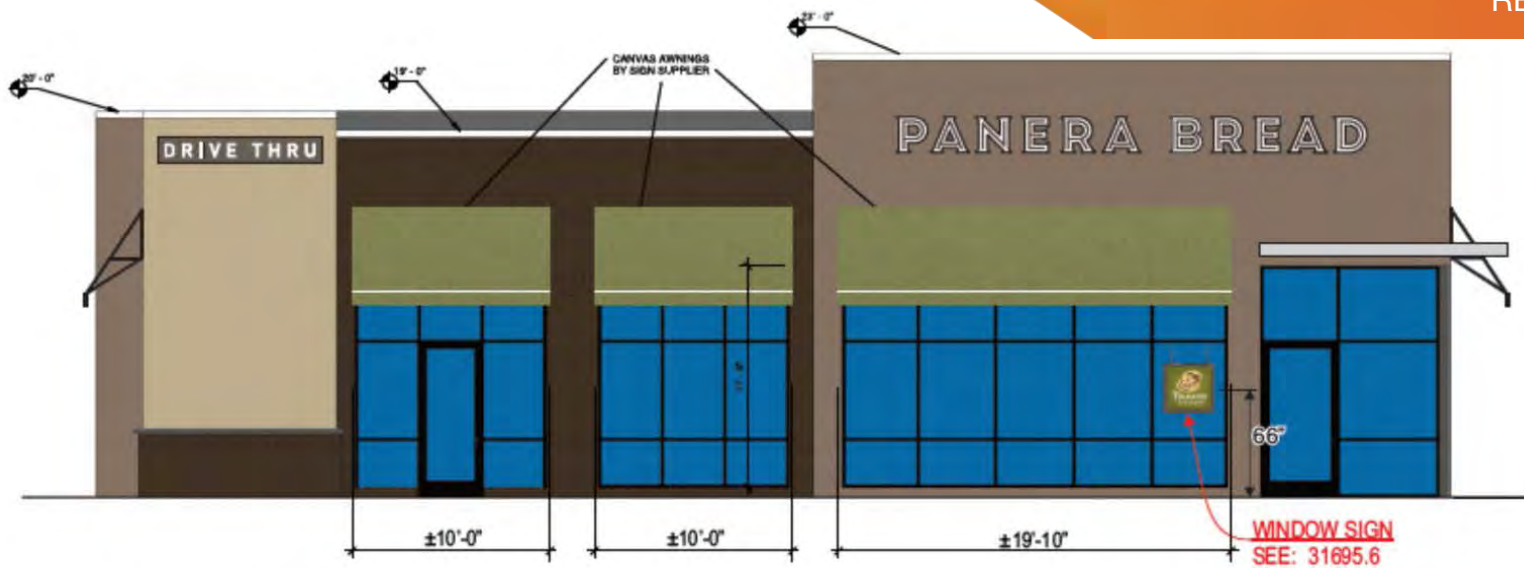 RE
23' - 0"
CANVAS AWNINGS
BY SIGN SUPPLIER
20' - 0"
19' - 0"
PANERA BREAD
DRIVE THRU
66"
±10'-0"
±10'-0"
±19'-10"
WINDOW SIGN
SEE: 31695.6